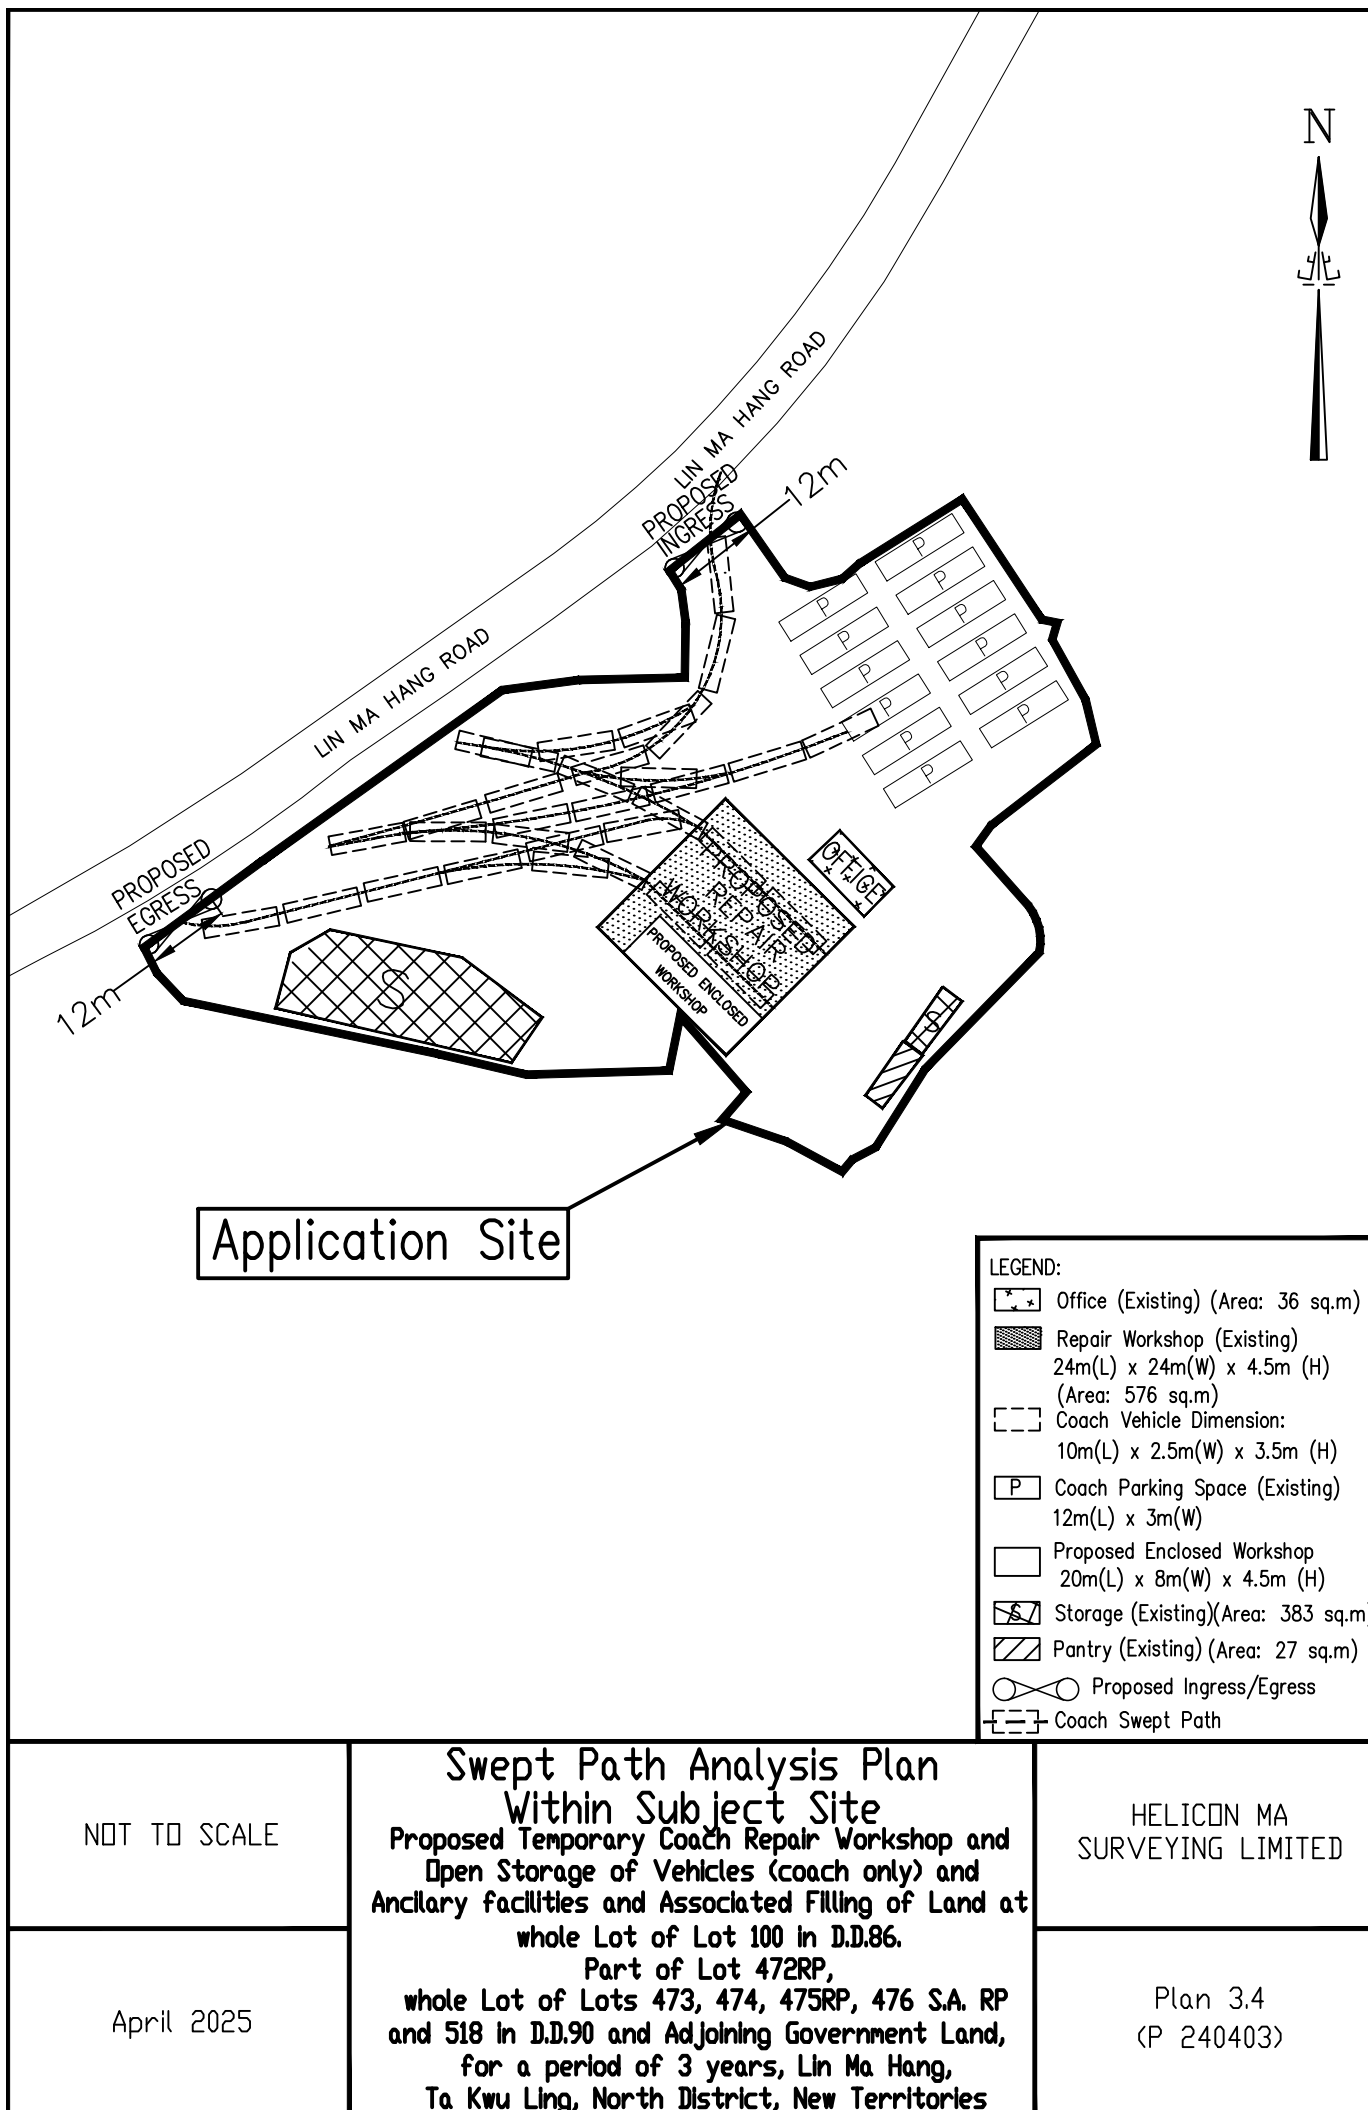 N
LIN MA HANG ROAD
PROPOSED
INGRESS
12m
P
P
P
P
P
P
P
P
P
P
P
P
LIN MA HANG ROAD
PROPOSED
EGRESS
12m
OFFICE
PROPOSED
REPAIR
WORKSHOP
PROPOSED ENCLOSED
WORKSHOP
S
S
Application Site
LEGEND:
Office (Existing) (Area: 36 sq.m)
Repair Workshop (Existing)
24m(L) x 24m(W) x 4.5m (H)
(Area: 576 sq.m)
Coach Vehicle Dimension:
10m(L) x 2.5m(W) x 3.5m (H)
P Coach Parking Space (Existing)
12m(L) x 3m(W)
Proposed Enclosed Workshop
20m(L) x 8m(W) x 4.5m (H)
S Storage (Existing)(Area: 383 sq.m)
Pantry (Existing) (Area: 27 sq.m)
Proposed Ingress/Egress
Coach Swept Path
NOT TO SCALE
April 2025
Swept Path Analysis Plan
Within Subject Site
Proposed Temporary Coach Repair Workshop and
Open Storage of Vehicles (coach only) and
Ancilary facilities and Associated Filling of Land at
whole Lot of Lot 100 in D.D.86.
Part of Lot 472RP,
whole Lot of Lots 473, 474, 475RP, 476 S.A. RP
and 518 in D.D.90 and Adjoining Government Land,
for a period of 3 years, Lin Ma Hang,
Ta Kwu Ling, North District, New Territories
HELICON MA
SURVEYING LIMITED
Plan 3.4
(P 240403)